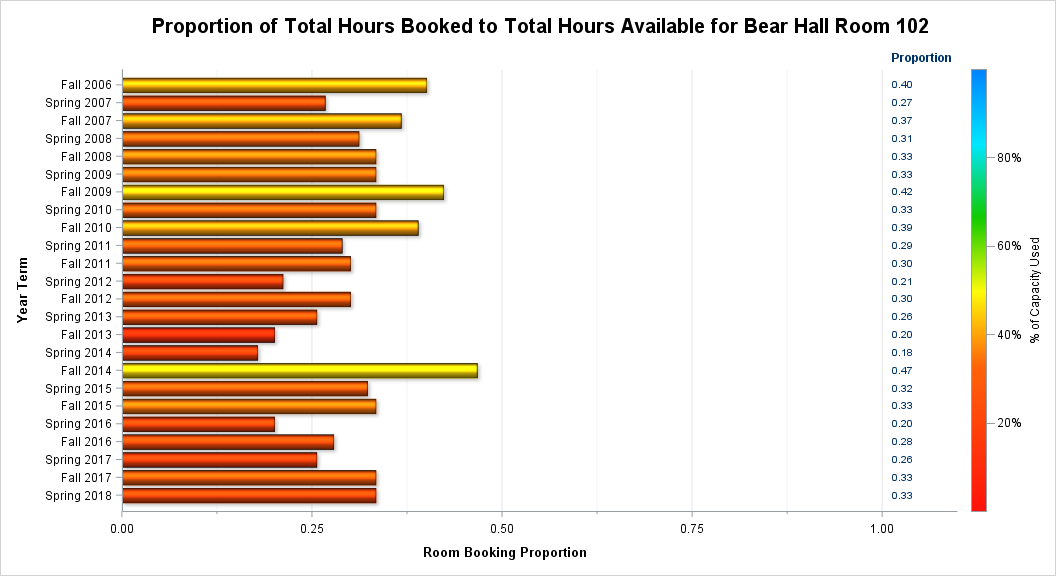 Proportion of Total Hours Booked to Total Hours Available for Bear Hall Room 102
Proportion
Fall 2006 0.40
Spring 2007 0.27
Fall 2007 0.37
Spring 2008 0.31
Fall 2008 0.33
Spring 2009 0.33
Fall 2009 0.42
Spring 2010 0.33
Fall 2010 0.39
Spring 2011 0.29
Fall 2011 0.30
Spring 2012 0.21
Fall 2012 0.30
Spring 2013 0.26
Fall 2013 0.20
Spring 2014 0.18
Fall 2014 0.47
Spring 2015 0.32
Fall 2015 0.33
Spring 2016 0.20
Fall 2016 0.28
Spring 2017 0.26
Fall 2017 0.33
Spring 2018 0.33
Year Term
80%
60%
40%
20%
% of Capacity Used
0.00 0.25 0.50 0.75 1.00
Room Booking Proportion